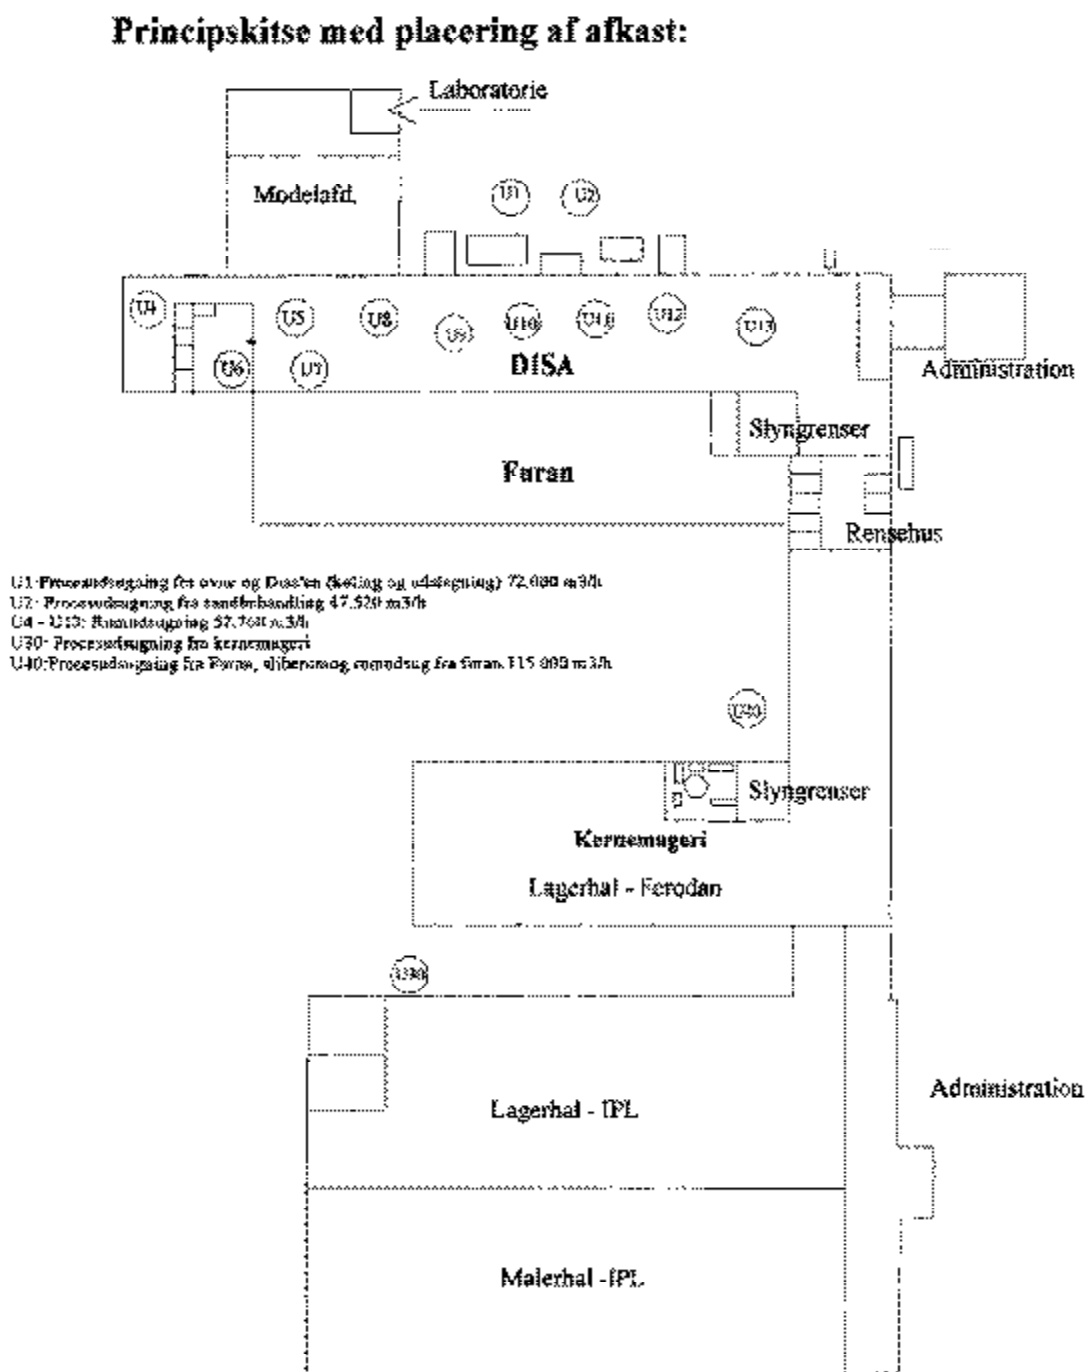 Principskitse med placering af afkast:
Laboratorie
Modelafd.
U1 U2
U4 U5 U8 U9 U10 U11 U12 U13
U6 U7
DISA
Administration
Slyngrenser
Furan
Rensehus
U1: Procesudsugning fra ovne og Disa'en (køling og udslagning) 72.000 m3/h
U2: Procesudsugning fra sandbehandling 47.520 m3/h
U4 - U13: Rumudsugning 57.760 m3/h
U30: Procesudsugning fra kernemageri
U40: Procesudsugning fra Furan, sliberi og rumudsug fra furan 115.000 m3/h
Slyngrenser
Kernemageri
Lagerhal - Ferodan
Administration
Lagerhal - IPL
Malerhal -IPL